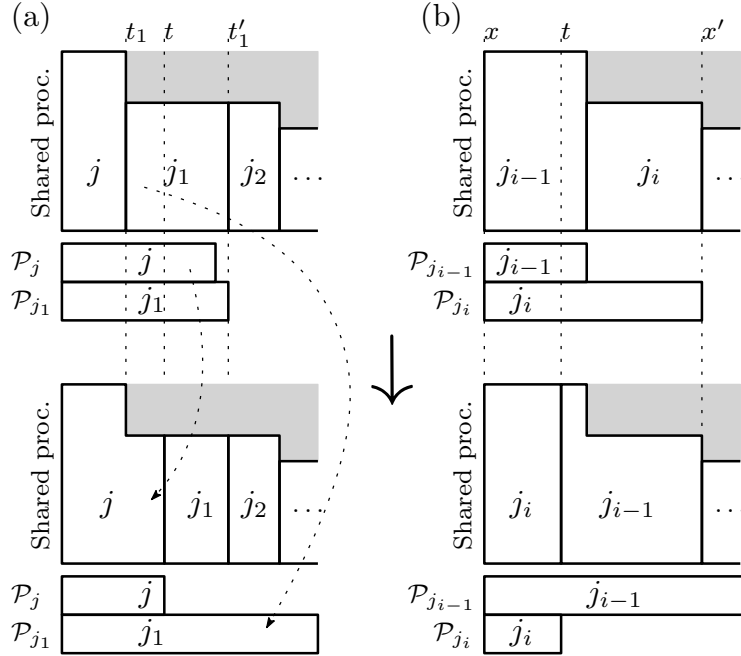 (a)
t₁ t t′₁
Shared proc.
j j₁ j₂ ...
𝒫ⱼ j
𝒫ⱼ₁ j₁
Shared proc.
j j₁ j₂ ...
𝒫ⱼ j
𝒫ⱼ₁ j₁
(b)
x t x′
Shared proc.
jᵢ₋₁ jᵢ ...
𝒫ⱼᵢ₋₁ jᵢ₋₁
𝒫ⱼᵢ jᵢ
Shared proc.
jᵢ jᵢ₋₁ ...
𝒫ⱼᵢ₋₁ jᵢ₋₁
𝒫ⱼᵢ jᵢ